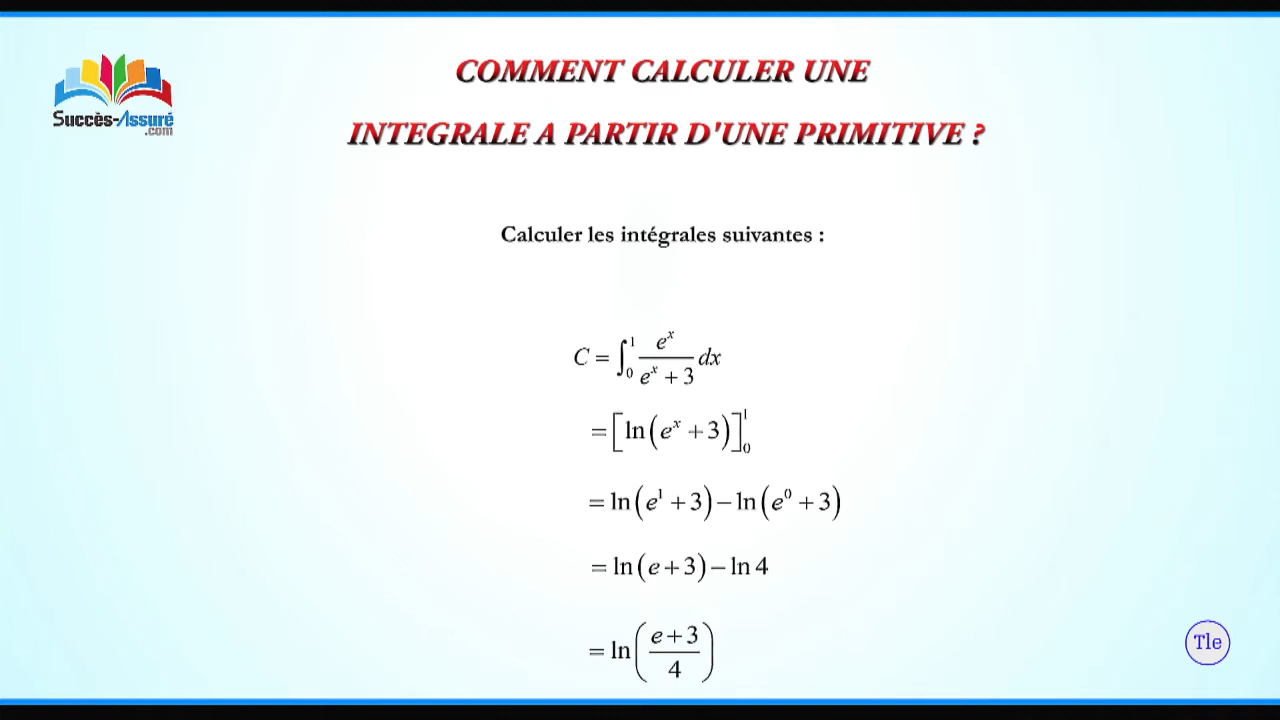 Succès-Assuré
.com
COMMENT CALCULER UNE
INTEGRALE A PARTIR D'UNE PRIMITIVE ?
Calculer les intégrales suivantes :
C = ∫₀¹ eˣ/(eˣ + 3) dx
= [ln(eˣ + 3)]₀¹
= ln(e¹ + 3) − ln(e⁰ + 3)
= ln(e + 3) − ln 4
= ln((e + 3)/4)
Tle